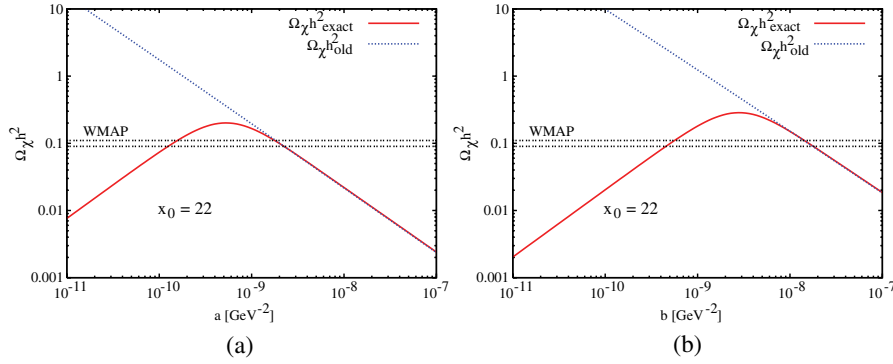 10
1
0.1
0.01
0.001
Ωχh²
Ωχh²exact
Ωχh²old
WMAP
x₀ = 22
10⁻¹¹ 10⁻¹⁰ 10⁻⁹ 10⁻⁸ 10⁻⁷
a [GeV⁻²]
(a)
10
1
0.1
0.01
0.001
Ωχh²
Ωχh²exact
Ωχh²old
WMAP
x₀ = 22
10⁻¹¹ 10⁻¹⁰ 10⁻⁹ 10⁻⁸ 10⁻⁷
b [GeV⁻²]
(b)